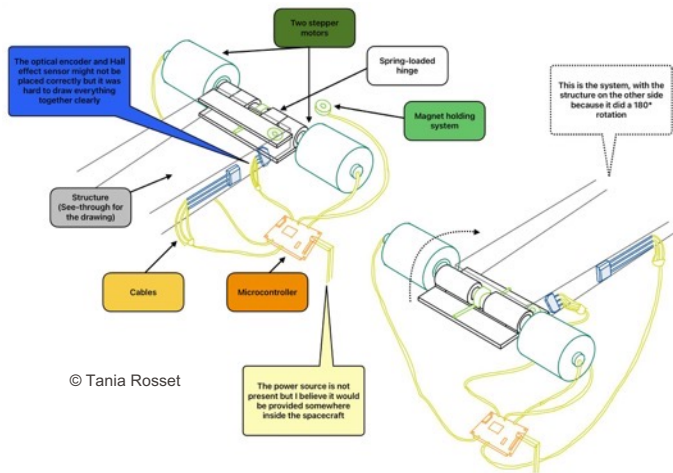 Two stepper
motors
The optical encoder and Hall
effect sensor might not be
placed correctly but it was
hard to draw everything
together clearly
Spring-loaded
hinge
Magnet holding
system
This is the system, with the
structure on the other side
because it did a 180°
rotation
Structure
(See-through for
the drawing)
Cables
Microcontroller
© Tania Rosset
The power source is not
present but I believe it would
be provided somewhere
inside the spacecraft